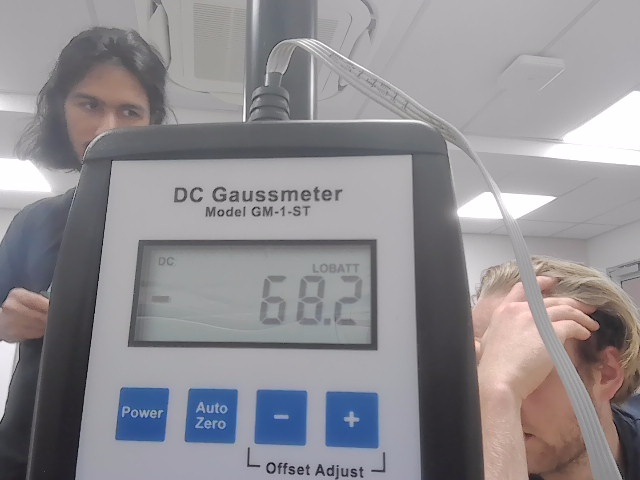 DC Gaussmeter
Model GM-1-ST
DC
LOBATT
- 68.2
Power
Auto
Zero
-
+
Offset Adjust